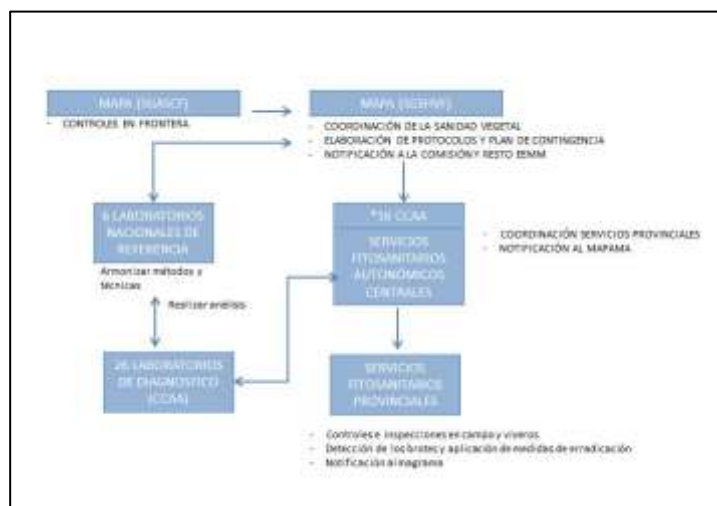 MAPA (SGASCF)
- CONTROLES EN FRONTERA
MAPA (SGSHVF)
- COORDINACIÓN DE LA SANIDAD VEGETAL
- ELABORACIÓN DE PROTOCOLOS Y PLAN DE CONTINGENCIA
- NOTIFICACIÓN A LA COMISIÓN Y RESTO EEMM
6 LABORATORIOS
NACIONALES DE
REFERENCIA
Armonizar métodos y
técnicas
Realizar análisis
26 LABORATORIOS
DE DIAGNOSTICO
(CCAA)
*16 CCAA
SERVICIOS
FITOSANITARIOS
AUTONÓMICOS
CENTRALES
- COORDINACIÓN SERVICIOS PROVINCIALES
- NOTIFICACIÓN AL MAPAMA
SERVICIOS
FITOSANITARIOS
PROVINCIALES
- Controles e inspecciones en campo y viveros
- Detección de los brotes y aplicación de medidas de erradicación
- Notificación al magrama